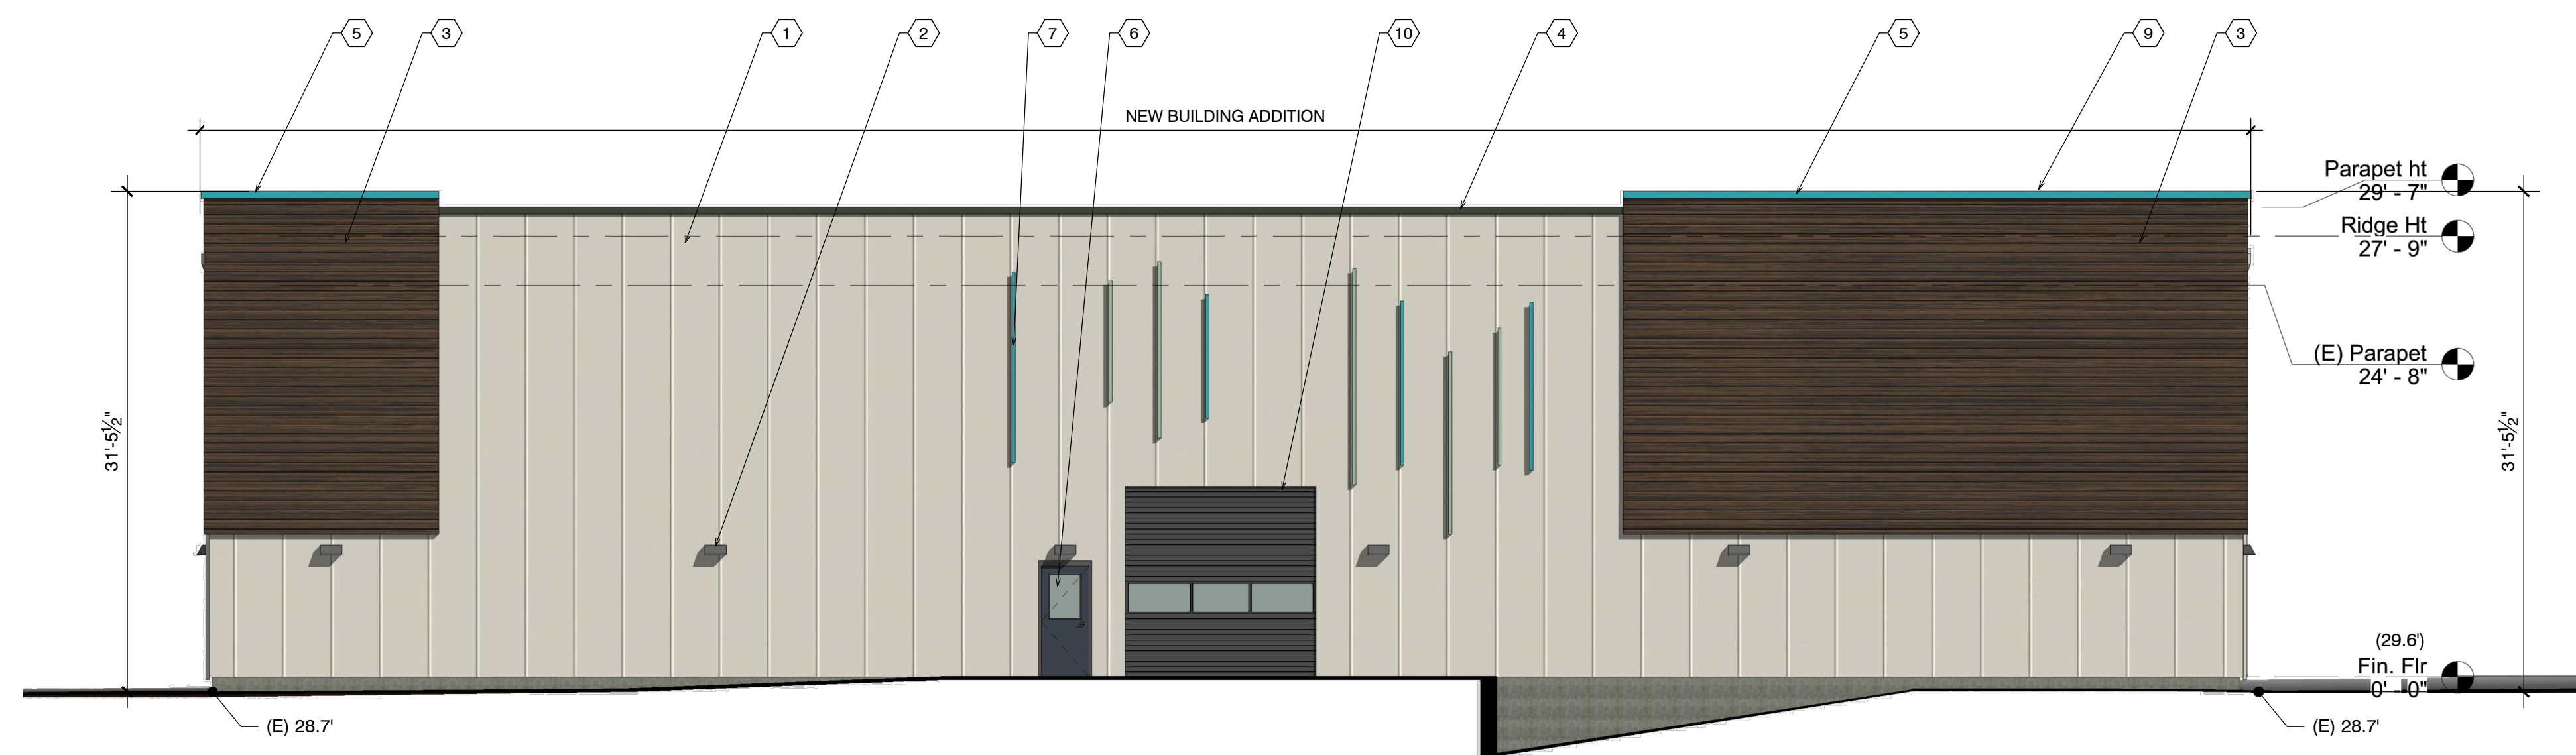 5
3
1
2
7
6
10
4
5
9
3
NEW BUILDING ADDITION
Parapet ht
29' - 7"
Ridge Ht
27' - 9"
(E) Parapet
24' - 8"
31'-5½"
31'-5½"
(29.6')
Fin. Flr
0' - 0"
(E) 28.7'
(E) 28.7'